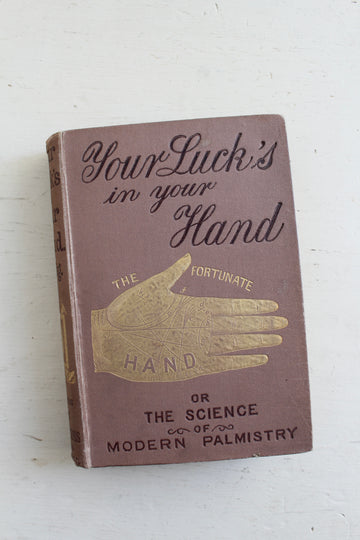 Your Luck's
in your
Hand
THE FORTUNATE
HAND
OR
THE SCIENCE
OF
MODERN PALMISTRY